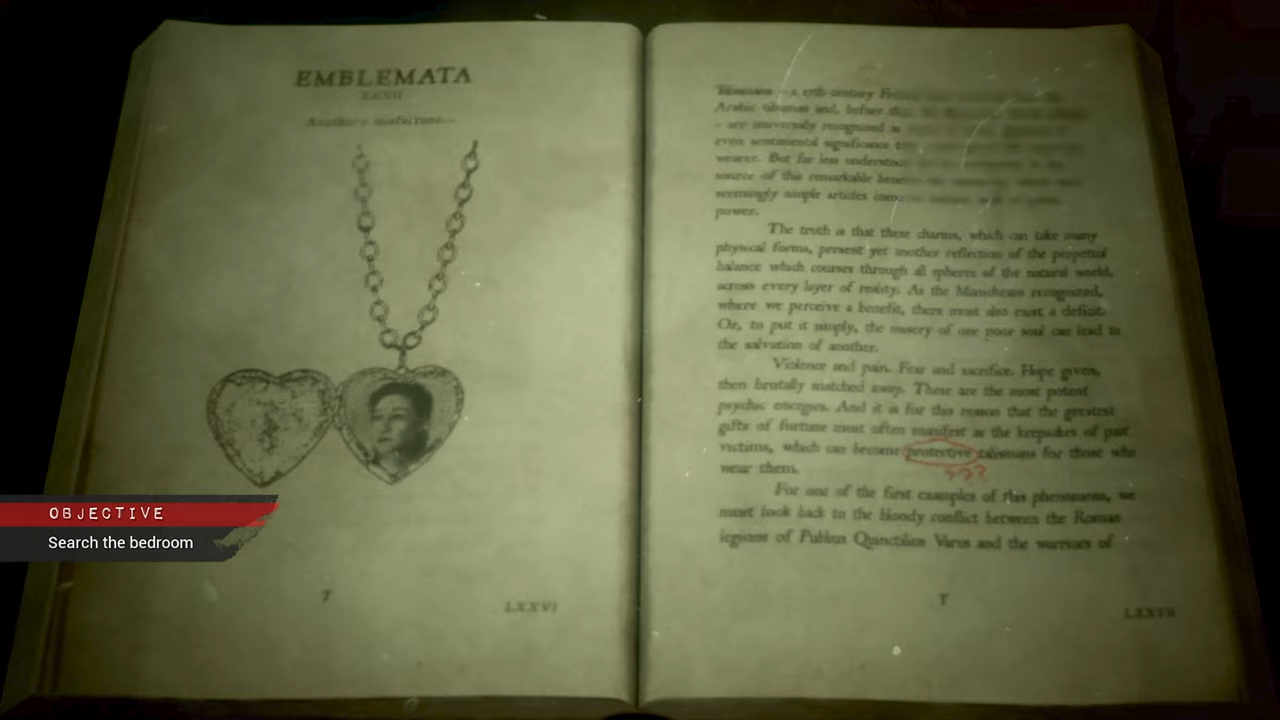 EMBLEMATA
XXXII
Another's misfortune...
OBJECTIVE
Search the bedroom
T
LXXVI
a 17th-century
Arabic and, before
- are universally recognized
even sentimental significance
wearer. But far less understood
source of this remarkable
seemingly simple articles
power.
The truth is that these charms, which can take many
physical forms, present yet another reflection of the perpetual
balance which courses through all spheres of the natural world,
across every layer of reality. As the Manicheans recognized,
where we perceive a benefit, there must also exist a deficit.
Or, to put it simply, the misery of one poor soul can lead to
the salvation of another.
Violence and pain. Fear and sacrifice. Hope given,
then brutally snatched away. These are the most potent
psychic energies. And it is for this reason that the greatest
gifts of fortune most often manifest as the keepsakes of past
victims, which can become protective talismans for those who
wear them.
???
For one of the first examples of this phenomenon, we
must look back to the bloody conflict between the Roman
legions of Publius Quinctilius Varus and the warriors of
T
LXXVII